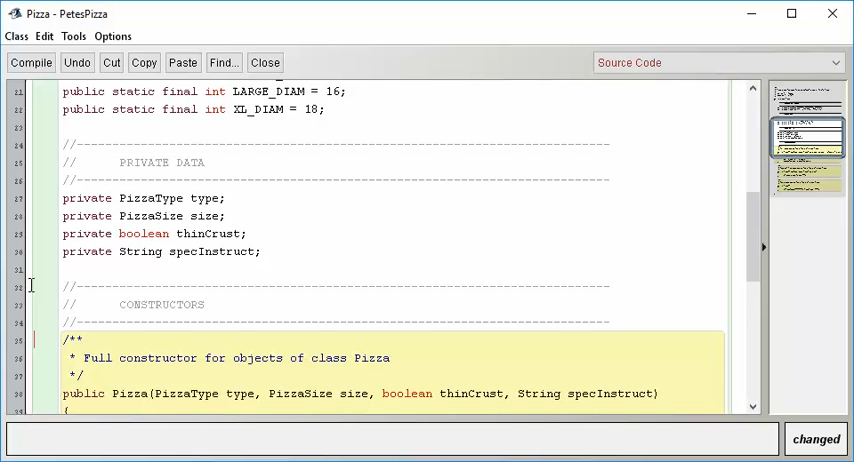 Pizza - PetesPizza
Class Edit Tools Options
Compile Undo Cut Copy Paste Find... Close Source Code
21 public static final int LARGE_DIAM = 16;
22 public static final int XL_DIAM = 18;
23
24 //---------------------------------------------------------------------------
25 // PRIVATE DATA
26 //---------------------------------------------------------------------------
27 private PizzaType type;
28 private PizzaSize size;
29 private boolean thinCrust;
30 private String specInstruct;
31
32 //---------------------------------------------------------------------------
33 // CONSTRUCTORS
34 //---------------------------------------------------------------------------
35 /**
36 * Full constructor for objects of class Pizza
37 */
38 public Pizza(PizzaType type, PizzaSize size, boolean thinCrust, String specInstruct)
39 {
changed